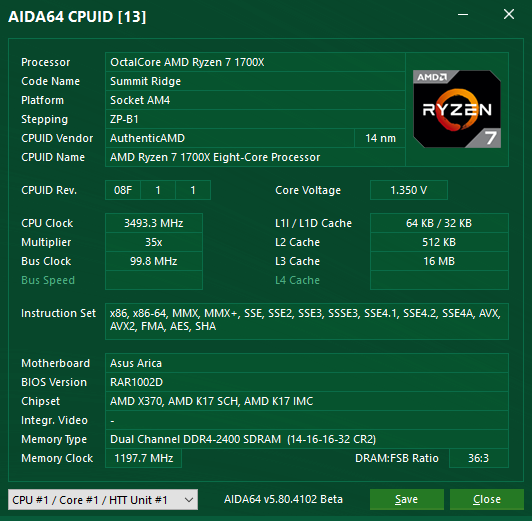 AIDA64 CPUID [13]
Processor OctalCore AMD Ryzen 7 1700X
Code Name Summit Ridge
Platform Socket AM4
Stepping ZP-B1
CPUID Vendor AuthenticAMD 14 nm
CPUID Name AMD Ryzen 7 1700X Eight-Core Processor
AMD
RYZEN
7
CPUID Rev. 08F 1 1 Core Voltage 1.350 V
CPU Clock 3493.3 MHz L1I / L1D Cache 64 KB / 32 KB
Multiplier 35x L2 Cache 512 KB
Bus Clock 99.8 MHz L3 Cache 16 MB
Bus Speed L4 Cache
Instruction Set x86, x86-64, MMX, MMX+, SSE, SSE2, SSE3, SSSE3, SSE4.1, SSE4.2, SSE4A, AVX,
AVX2, FMA, AES, SHA
Motherboard Asus Arica
BIOS Version RAR1002D
Chipset AMD X370, AMD K17 SCH, AMD K17 IMC
Integr. Video -
Memory Type Dual Channel DDR4-2400 SDRAM (14-16-16-32 CR2)
Memory Clock 1197.7 MHz DRAM:FSB Ratio 36:3
CPU #1 / Core #1 / HTT Unit #1 AIDA64 v5.80.4102 Beta Save Close